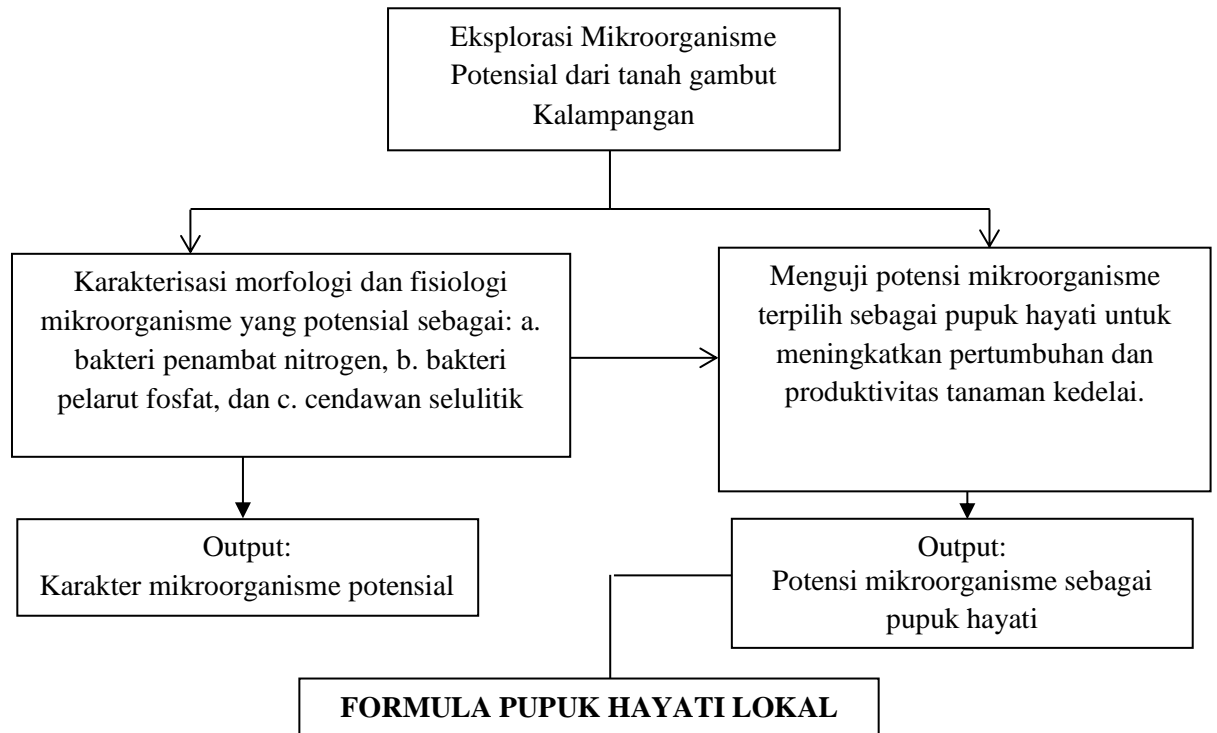 Eksplorasi Mikroorganisme
Potensial dari tanah gambut
Kalampangan
Karakterisasi morfologi dan fisiologi
mikroorganisme yang potensial sebagai: a.
bakteri penambat nitrogen, b. bakteri
pelarut fosfat, dan c. cendawan selulitik
Menguji potensi mikroorganisme
terpilih sebagai pupuk hayati untuk
meningkatkan pertumbuhan dan
produktivitas tanaman kedelai.
Output:
Karakter mikroorganisme potensial
Output:
Potensi mikroorganisme sebagai
pupuk hayati
FORMULA PUPUK HAYATI LOKAL